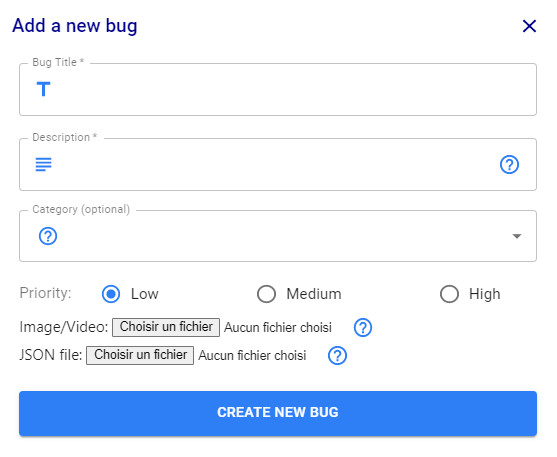 Add a new bug
Bug Title *
Description *
Category (optional)
Priority: Low Medium High
Image/Video: Choisir un fichier Aucun fichier choisi
JSON file: Choisir un fichier Aucun fichier choisi
CREATE NEW BUG